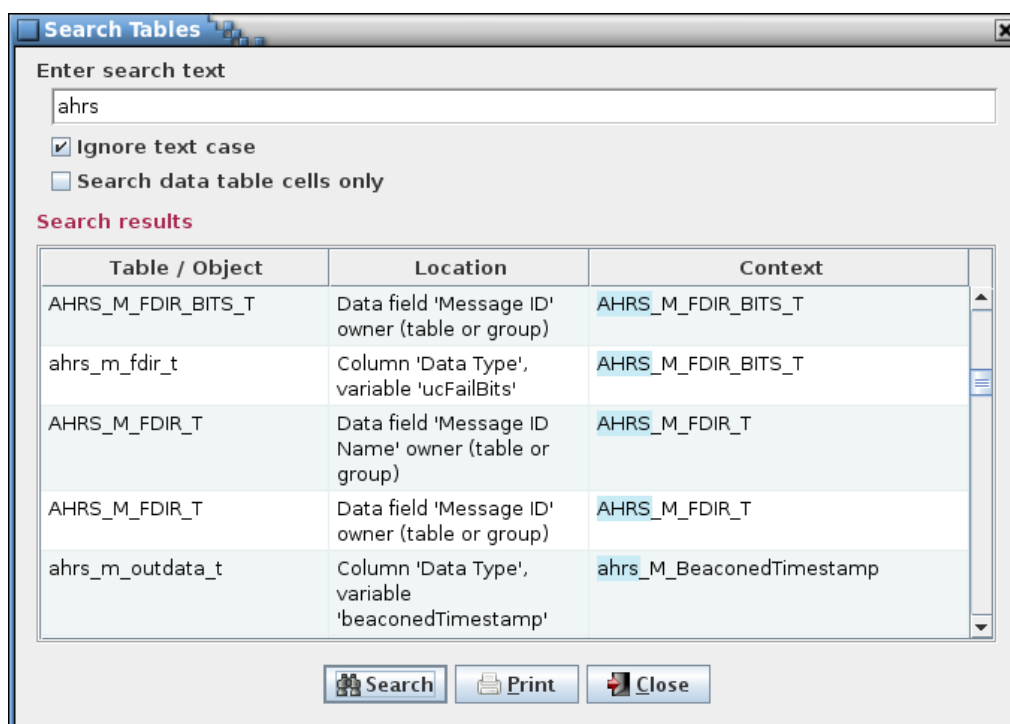 Search Tables
Enter search text
ahrs
Ignore text case
Search data table cells only
Search results
Table / Object Location Context
AHRS_M_FDIR_BITS_T Data field 'Message ID' AHRS_M_FDIR_BITS_T
owner (table or group)
ahrs_m_fdir_t Column 'Data Type', AHRS_M_FDIR_BITS_T
variable 'ucFailBits'
AHRS_M_FDIR_T Data field 'Message ID AHRS_M_FDIR_T
Name' owner (table or
group)
AHRS_M_FDIR_T Data field 'Message ID' AHRS_M_FDIR_T
owner (table or group)
ahrs_m_outdata_t Column 'Data Type', ahrs_M_BeaconedTimestamp
variable
'beaconedTimestamp'
Search Print Close